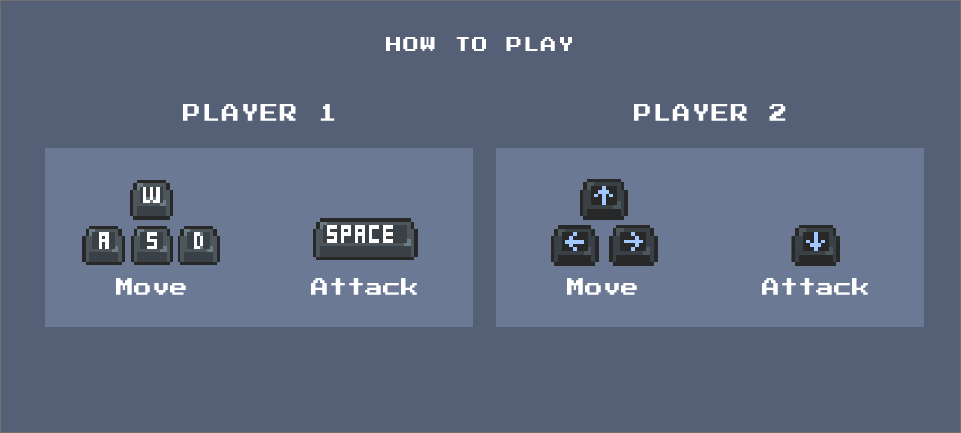 HOW TO PLAY
PLAYER 1
W
A S D
Move
SPACE
Attack
PLAYER 2
↑
← →
Move
↓
Attack